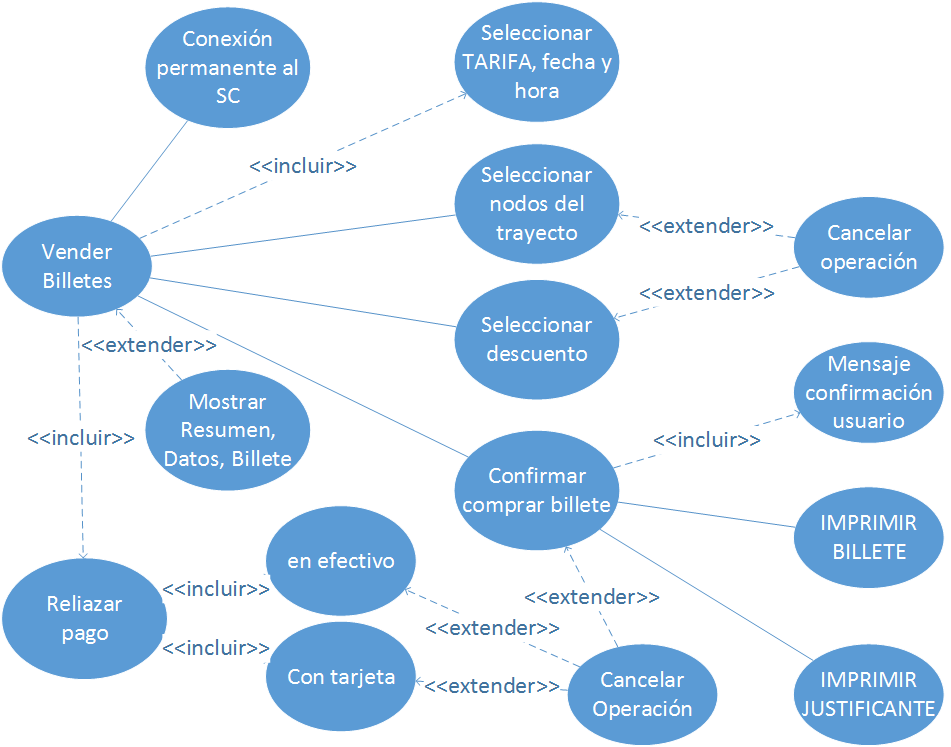 Conexión
permanente al
SC
Seleccionar
TARIFA, fecha y
hora
<<incluir>>
Seleccionar
nodos del
trayecto
<<extender>>
Cancelar
operación
Vender
Billetes
<<extender>>
Seleccionar
descuento
<<extender>>
Mostrar
Resumen,
Datos, Billete
Mensaje
confirmación
usuario
<<incluir>>
<<incluir>>
Confirmar
comprar billete
IMPRIMIR
BILLETE
en efectivo
<<incluir>>
<<extender>>
Reliazar
pago
<<extender>>
<<incluir>>
Con tarjeta
<<extender>>
Cancelar
Operación
IMPRIMIR
JUSTIFICANTE